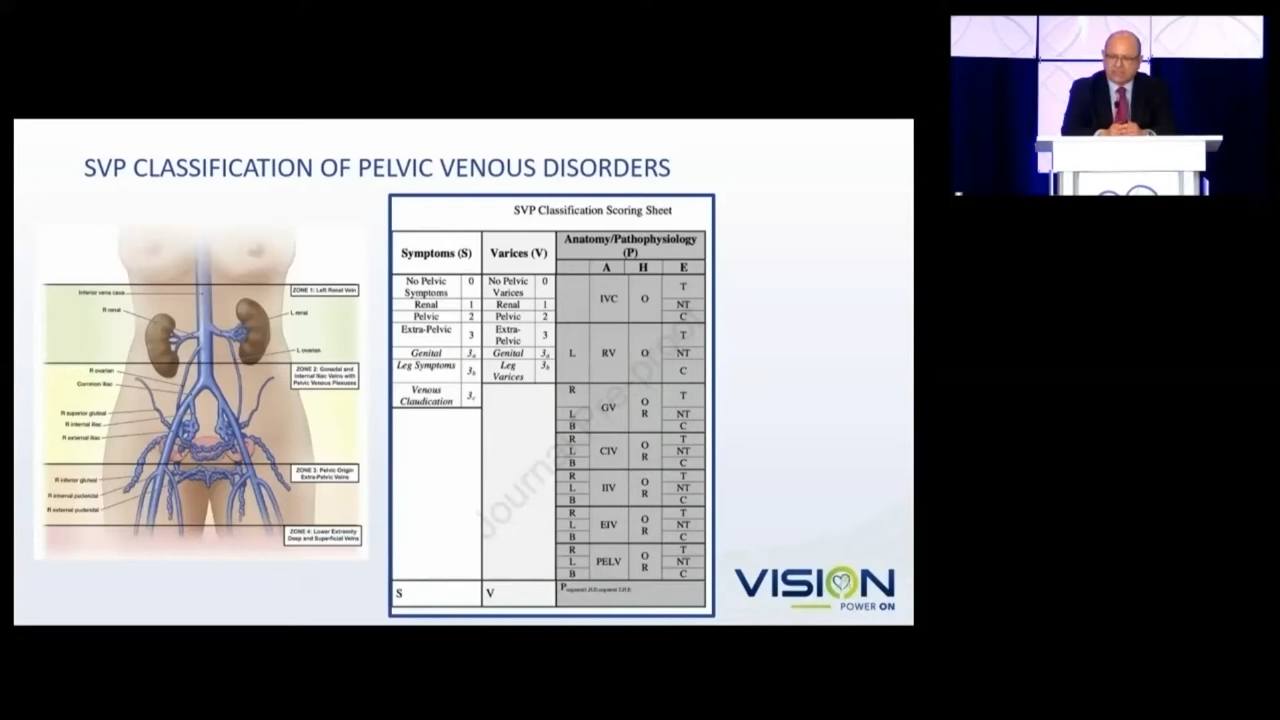 SVP CLASSIFICATION OF PELVIC VENOUS DISORDERS
ZONE 1: Left Renal Vein
Inferior vena cava
R renal
L renal
L ovarian
ZONE 2: Gonadal and
Internal Iliac Veins with
Pelvic Venous Plexuses
R ovarian
Common iliac
R superior gluteal
R internal iliac
R external iliac
ZONE 3: Pelvic Origin
Extra-Pelvic Veins
R inferior gluteal
R internal pudendal
R external pudendal
ZONE 4: Lower Extremity
Deep and Superficial Veins
SVP Classification Scoring Sheet
Symptoms (S) Varices (V) Anatomy/Pathophysiology
(P)
A H E
No Pelvic Symptoms 0 No Pelvic Varices 0
Renal 1 Renal 1
Pelvic 2 Pelvic 2
Extra-Pelvic 3 Extra-Pelvic 3
Genital 3a Genital 3a
Leg Symptoms 3b Leg Varices 3b
Venous Claudication 3c
IVC O T NT C
L RV O T NT C
R L B GV O R T NT C
R L B CIV O R T NT C
R L B IIV O R T NT C
R L B EIV O R T NT C
R L B PELV O R T NT C
S V P
Journal Pre-proof
VISION
POWER ON